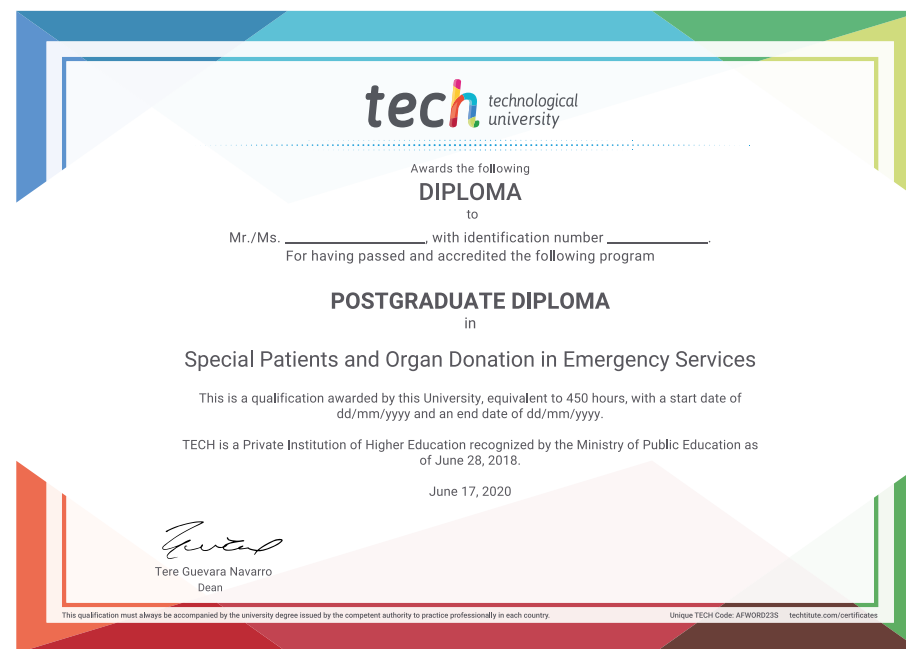 tech technological
university
Awards the following
DIPLOMA
to
Mr./Ms. ____________________, with identification number ______________.
For having passed and accredited the following program
POSTGRADUATE DIPLOMA
in
Special Patients and Organ Donation in Emergency Services
This is a qualification awarded by this University, equivalent to 450 hours, with a start date of
dd/mm/yyyy and an end date of dd/mm/yyyy.
TECH is a Private Institution of Higher Education recognized by the Ministry of Public Education as
of June 28, 2018.
June 17, 2020
Tere Guevara Navarro
Dean
This qualification must always be accompanied by the university degree issued by the competent authority to practice professionally in each country. Unique TECH Code: AFWORD23S techtitute.com/certificates